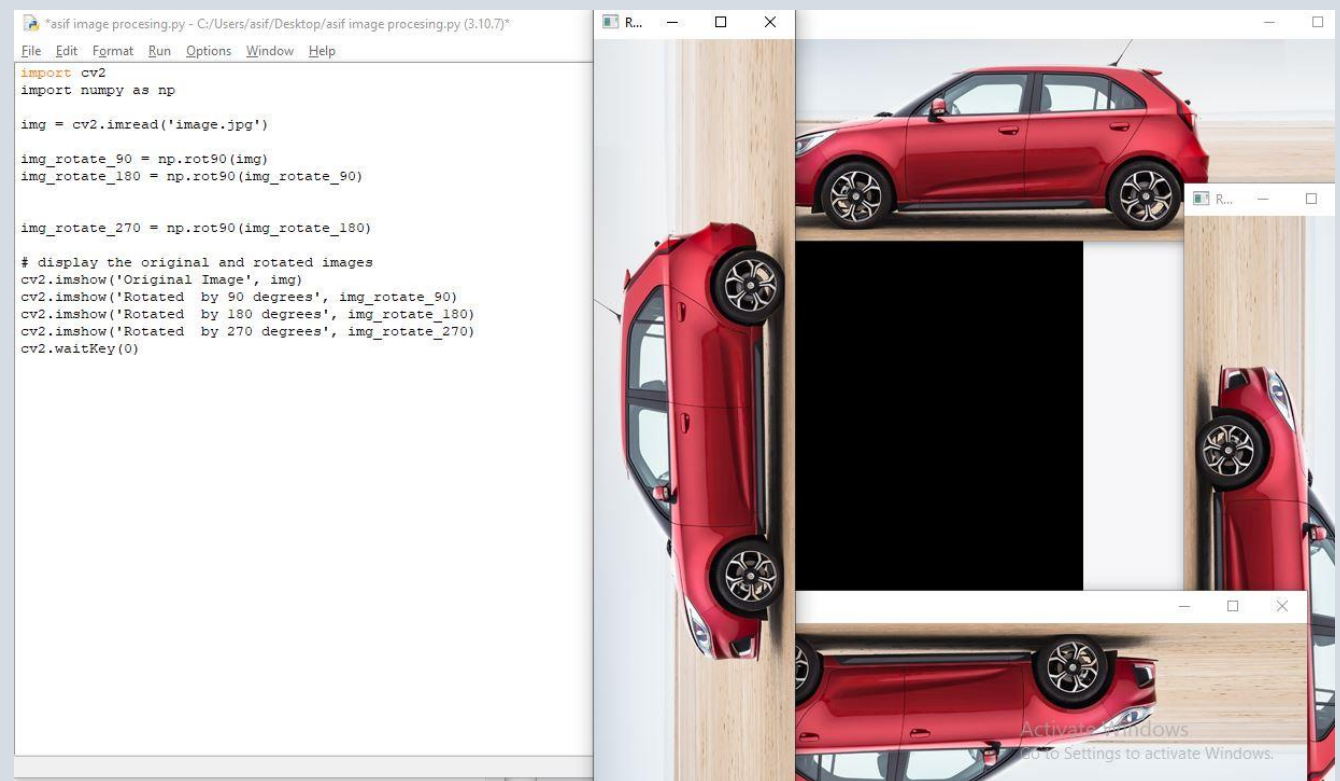 *asif image procesing.py - C:/Users/asif/Desktop/asif image procesing.py (3.10.7)*
File Edit Format Run Options Window Help
import cv2
import numpy as np
img = cv2.imread('image.jpg')
img_rotate_90 = np.rot90(img)
img_rotate_180 = np.rot90(img_rotate_90)
img_rotate_270 = np.rot90(img_rotate_180)
# display the original and rotated images
cv2.imshow('Original Image', img)
cv2.imshow('Rotated  by 90 degrees', img_rotate_90)
cv2.imshow('Rotated  by 180 degrees', img_rotate_180)
cv2.imshow('Rotated  by 270 degrees', img_rotate_270)
cv2.waitKey(0)
R...
R...
Activate Windows
Go to Settings to activate Windows.